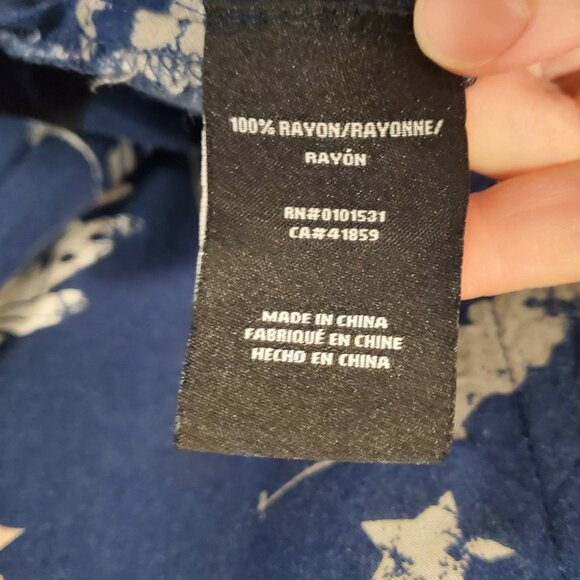 100% RAYON/RAYONNE/
RAYÓN
RN#0101531
CA#41859
MADE IN CHINA
FABRIQUÉ EN CHINE
HECHO EN CHINA